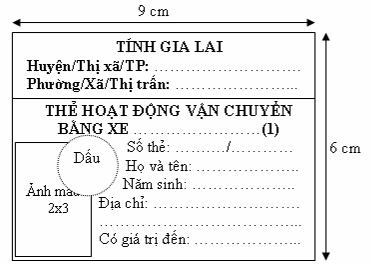 9 cm
TỈNH GIA LAI
Huyện/Thị xã/TP: ................................
Phường/Xã/Thị trấn: ............................
THẺ HOẠT ĐỘNG VẬN CHUYỂN
BẰNG XE .............................. (1)
Số thẻ: ............/...............
Họ và tên: ........................
Năm sinh: ..........................
Địa chỉ: ...............................
...........................................
Có giá trị đến: ......................
Dấu
Ảnh mà
2x3
6 cm